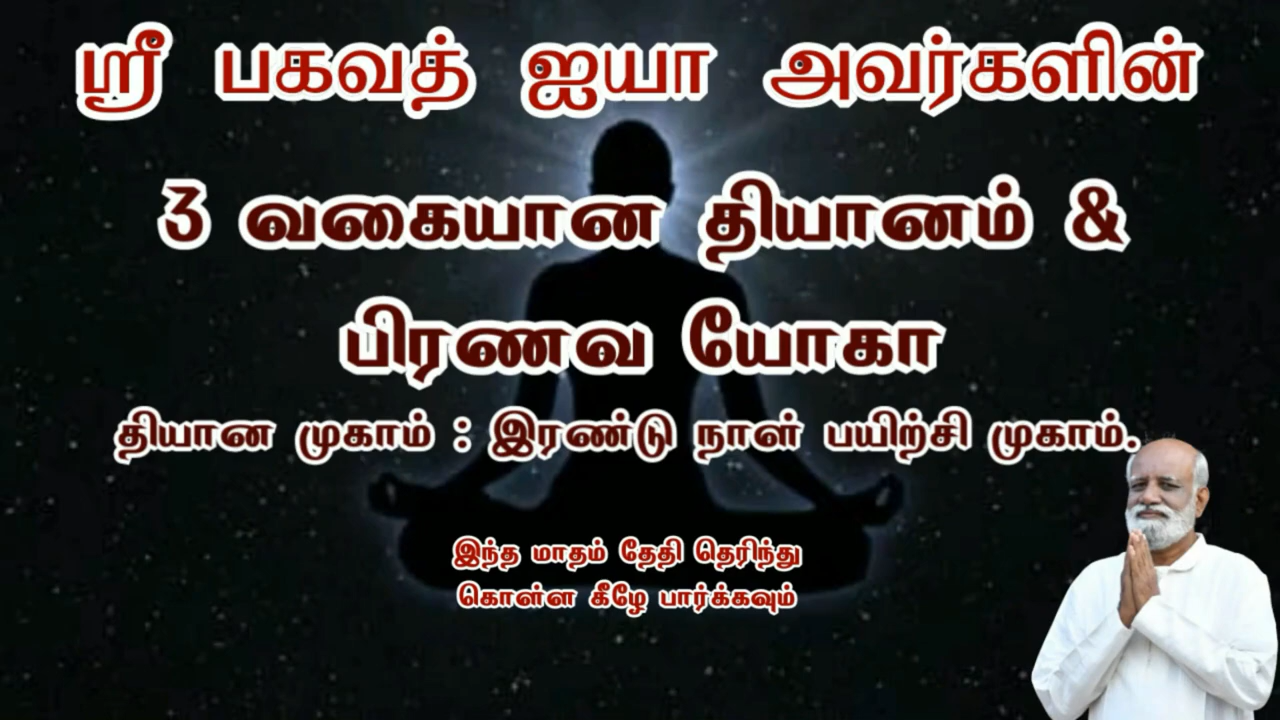 ஸ்ரீ பகவத் ஐயா அவர்களின்
3 வகையான தியானம் &
பிரணவ யோகா
தியான முகாம் : இரண்டு நாள் பயிற்சி முகாம்.
இந்த மாதம் தேதி தெரிந்து
கொள்ள கீழே பார்க்கவும்